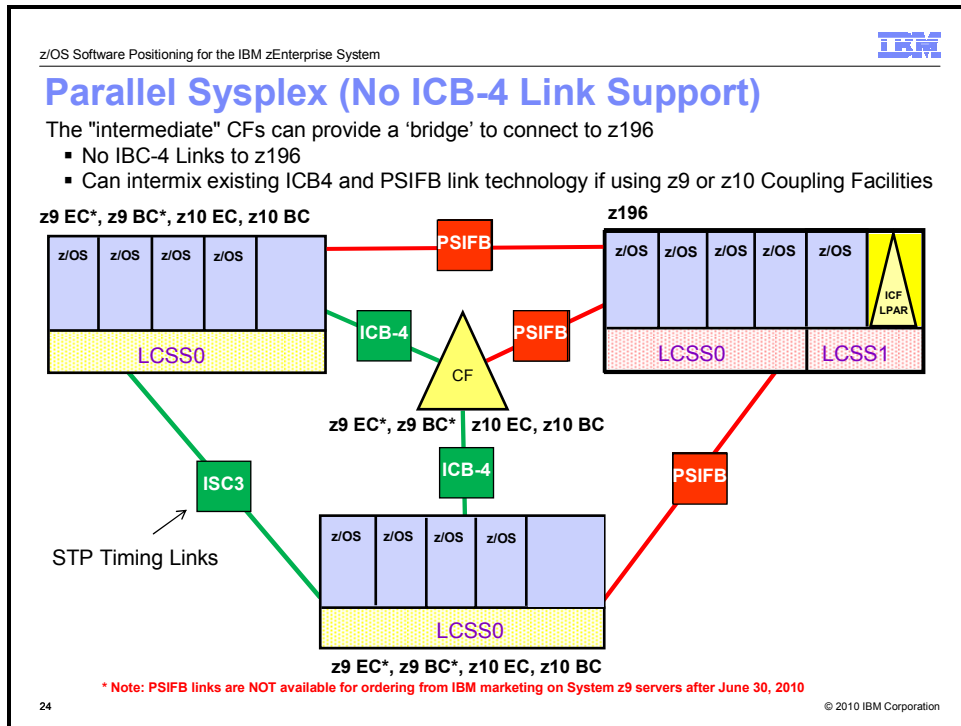 z/OS Software Positioning for the IBM zEnterprise System
IBM
Parallel Sysplex (No ICB-4 Link Support)
The "intermediate" CFs can provide a ‘bridge’ to connect to z196
▪ No IBC-4 Links to z196
▪ Can intermix existing ICB4 and PSIFB link technology if using z9 or z10 Coupling Facilities
z9 EC*, z9 BC*, z10 EC, z10 BC
z196
PSIFB
z/OS z/OS z/OS z/OS
z/OS z/OS z/OS z/OS z/OS
ICF
LPAR
ICB-4
PSIFB
LCSS0
LCSS0
LCSS1
CF
z9 EC*, z9 BC* z10 EC, z10 BC
ICB-4
ISC3
PSIFB
STP Timing Links
z/OS z/OS z/OS z/OS
LCSS0
z9 EC*, z9 BC*, z10 EC, z10 BC
* Note: PSIFB links are NOT available for ordering from IBM marketing on System z9 servers after June 30, 2010
24
© 2010 IBM Corporation